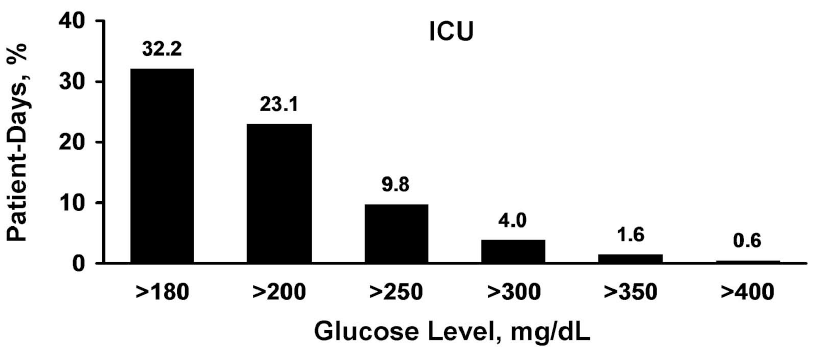 ICU
Patient-Days, %
40
30
20
10
0
32.2
23.1
9.8
4.0
1.6
0.6
>180 >200 >250 >300 >350 >400
Glucose Level, mg/dL